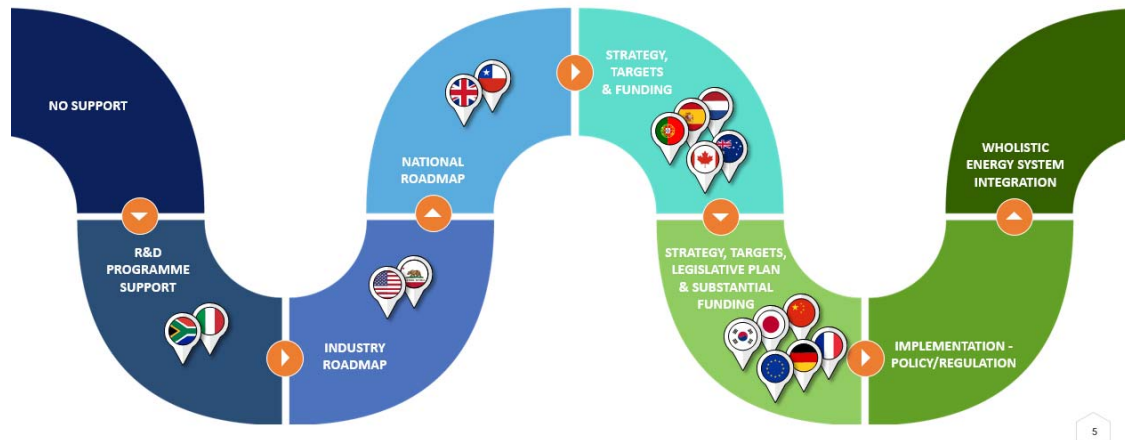 NO SUPPORT
R&D
PROGRAMME
SUPPORT
INDUSTRY
ROADMAP
NATIONAL
ROADMAP
STRATEGY,
TARGETS
& FUNDING
STRATEGY, TARGETS,
LEGISLATIVE PLAN
& SUBSTANTIAL
FUNDING
IMPLEMENTATION -
POLICY/REGULATION
WHOLISTIC
ENERGY SYSTEM
INTEGRATION
5